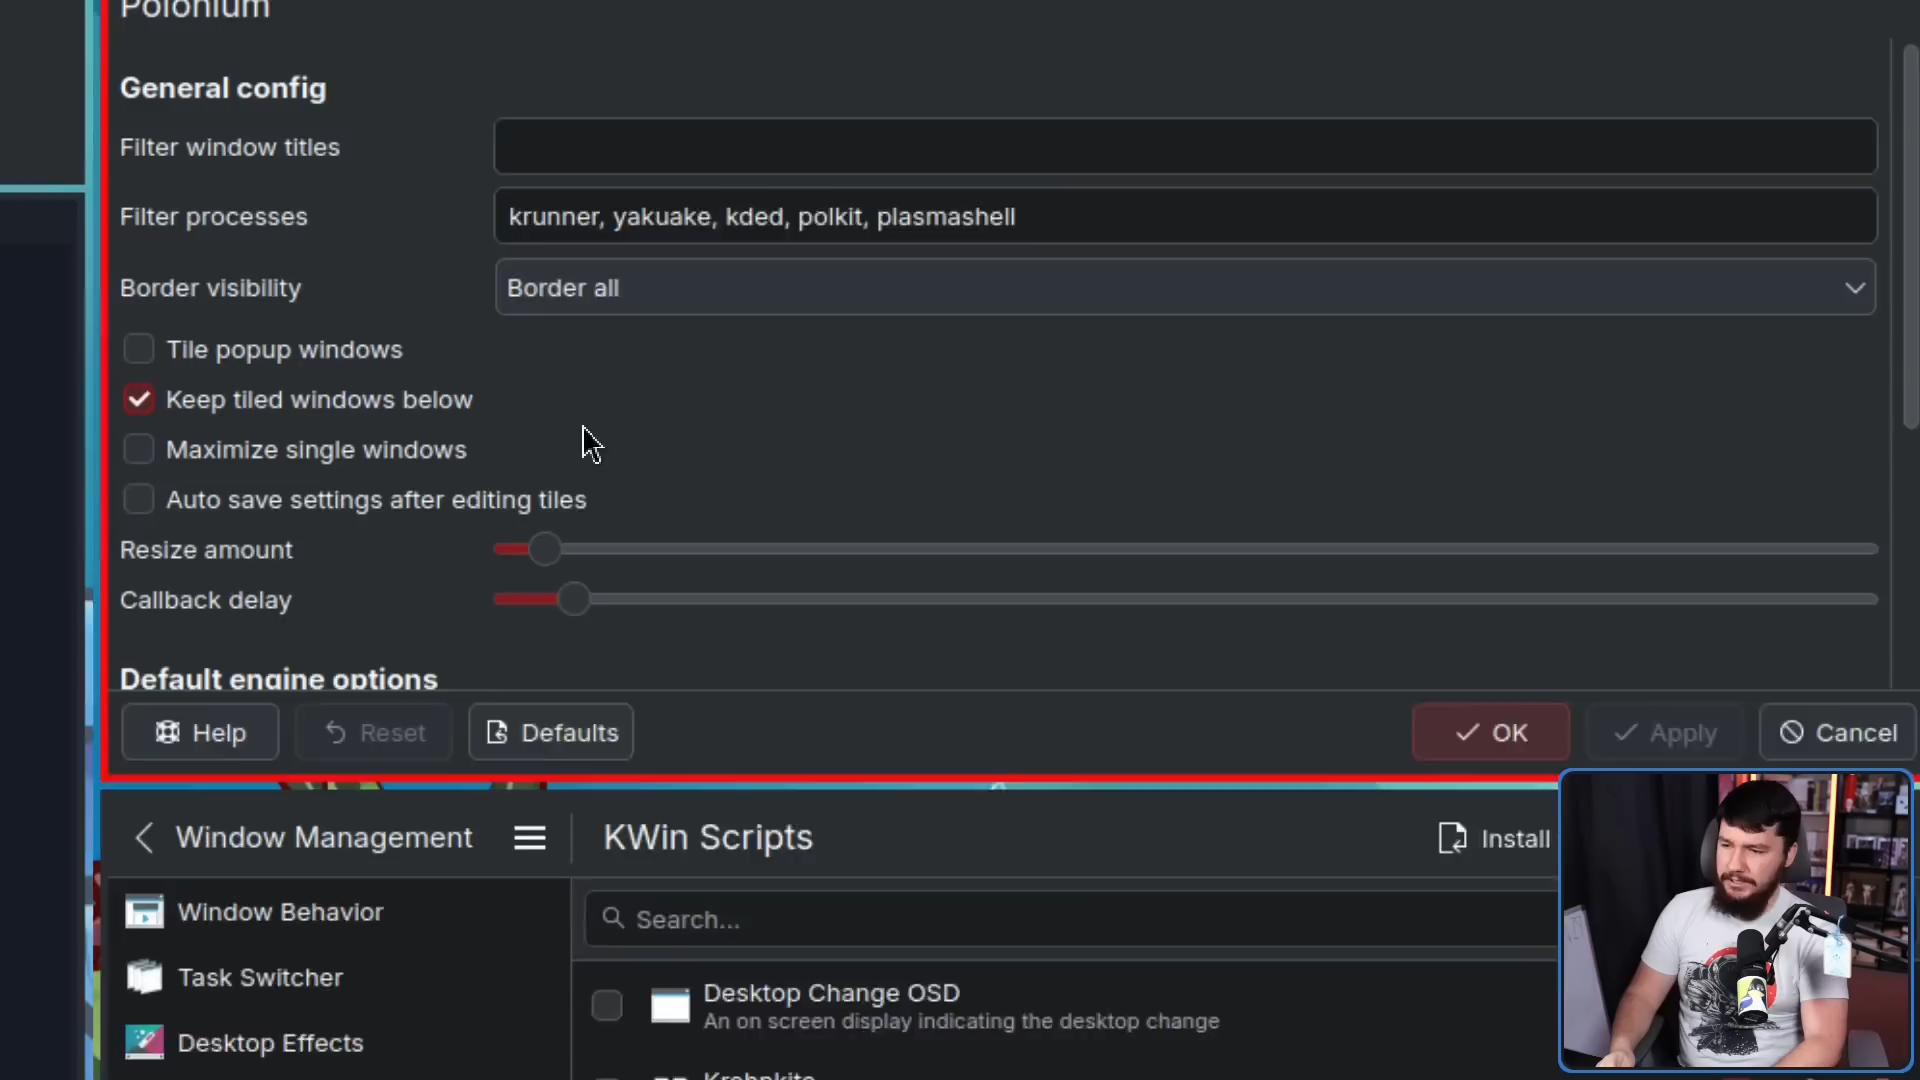 Polonium
General config
Filter window titles
Filter processes
krunner, yakuake, kded, polkit, plasmashell
Border visibility
Border all
Tile popup windows
Keep tiled windows below
Maximize single windows
Auto save settings after editing tiles
Resize amount
Callback delay
Default engine options
Help
Reset
Defaults
OK
Apply
Cancel
Window Management
KWin Scripts
Install
Window Behavior
Search...
Task Switcher
Desktop Change OSD
An on screen display indicating the desktop change
Desktop Effects
Krohnkite